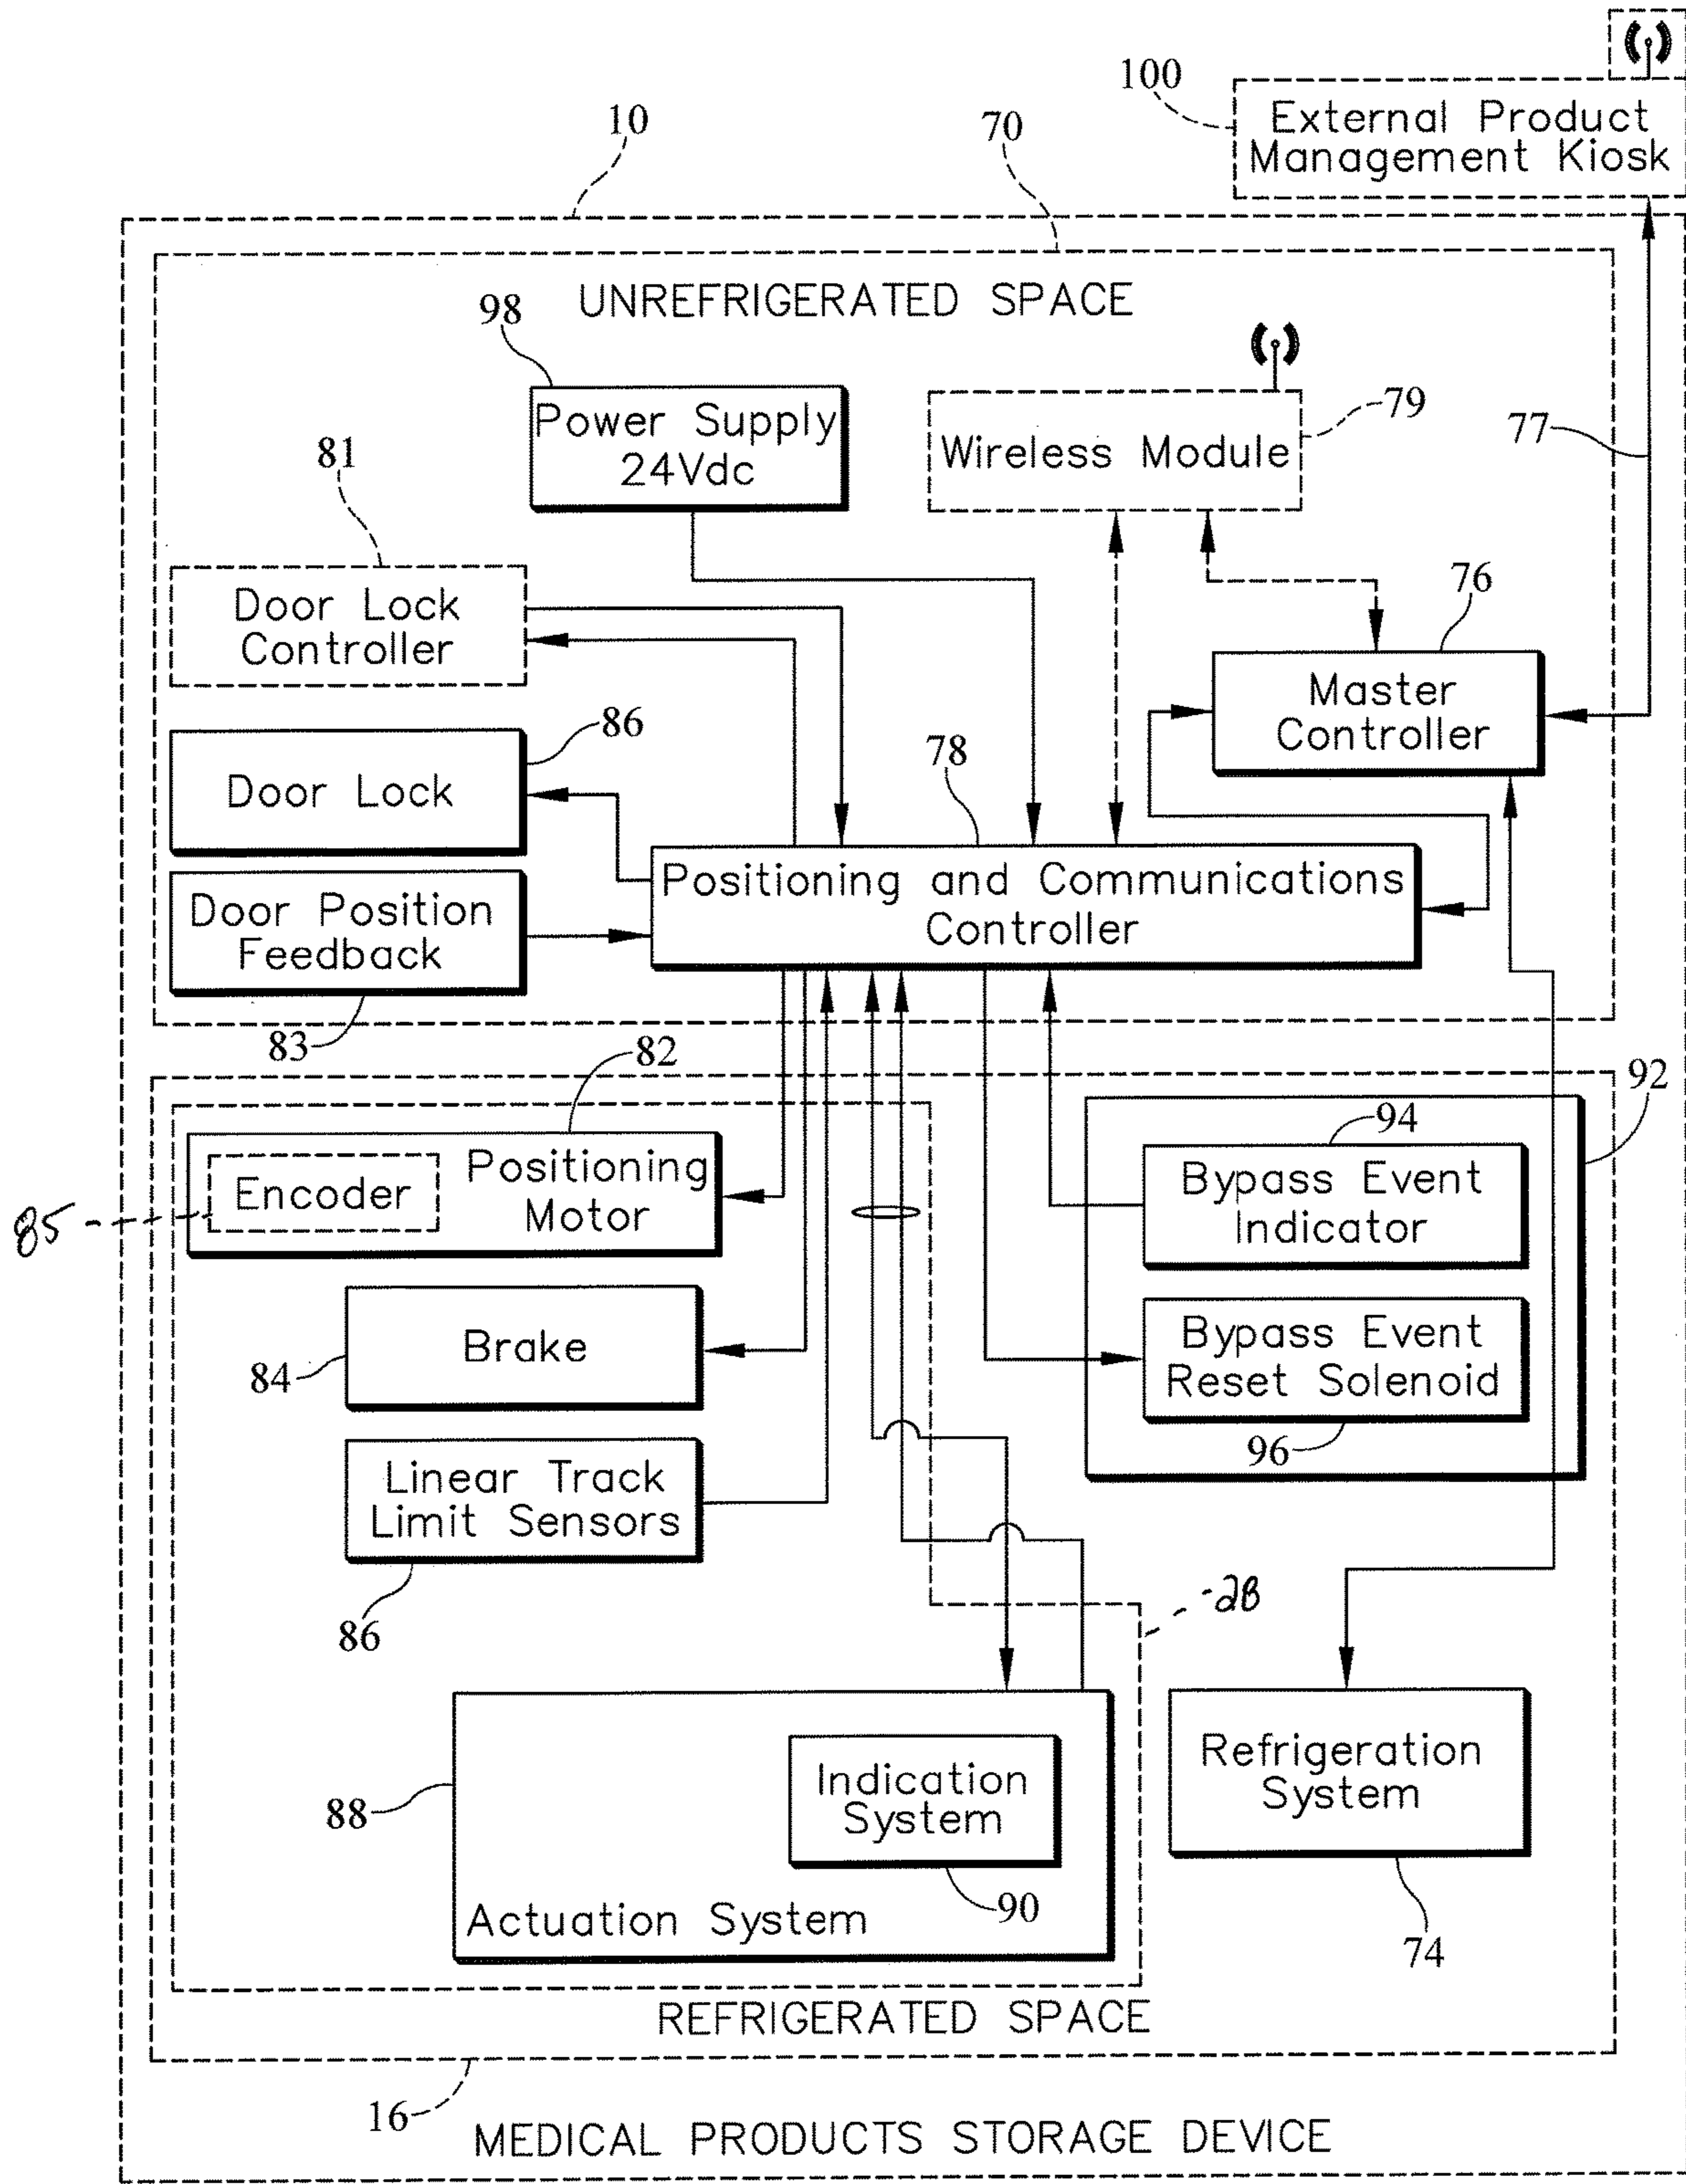 100
External Product
Management Kiosk
10
70
UNREFRIGERATED SPACE
98
Power Supply
24Vdc
Wireless Module
79
77
81
Door Lock
Controller
76
Master
Controller
86
Door Lock
78
Positioning and Communications
Controller
Door Position
Feedback
83
82
92
94
Encoder
Positioning
Motor
85
Bypass Event
Indicator
Brake
84
Bypass Event
Reset Solenoid
96
Linear Track
Limit Sensors
86
28
Indication
System
88
90
Actuation System
Refrigeration
System
74
REFRIGERATED SPACE
16
MEDICAL PRODUCTS STORAGE DEVICE